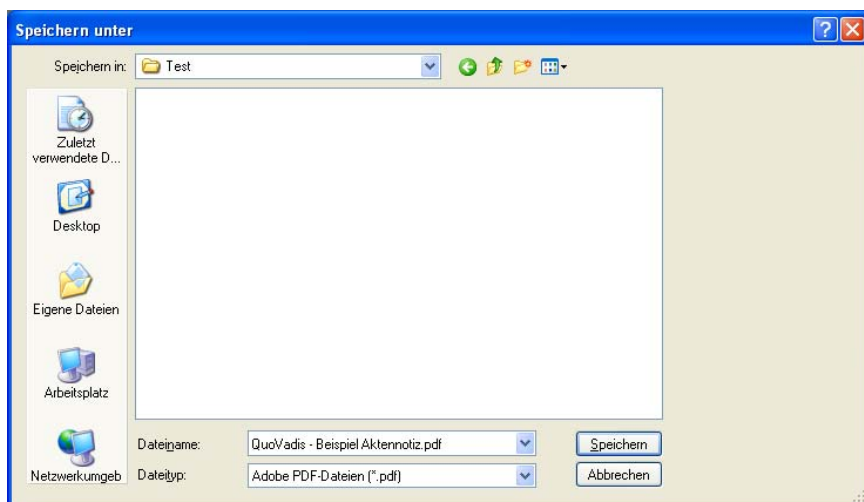 Speichern unter
Speichern in:
Test
Zuletzt
verwendete D...
Desktop
Eigene Dateien
Arbeitsplatz
Netzwerkumgeb
Dateiname:
QuoVadis - Beispiel Aktennotiz.pdf
Speichern
Dateityp:
Adobe PDF-Dateien (*.pdf)
Abbrechen